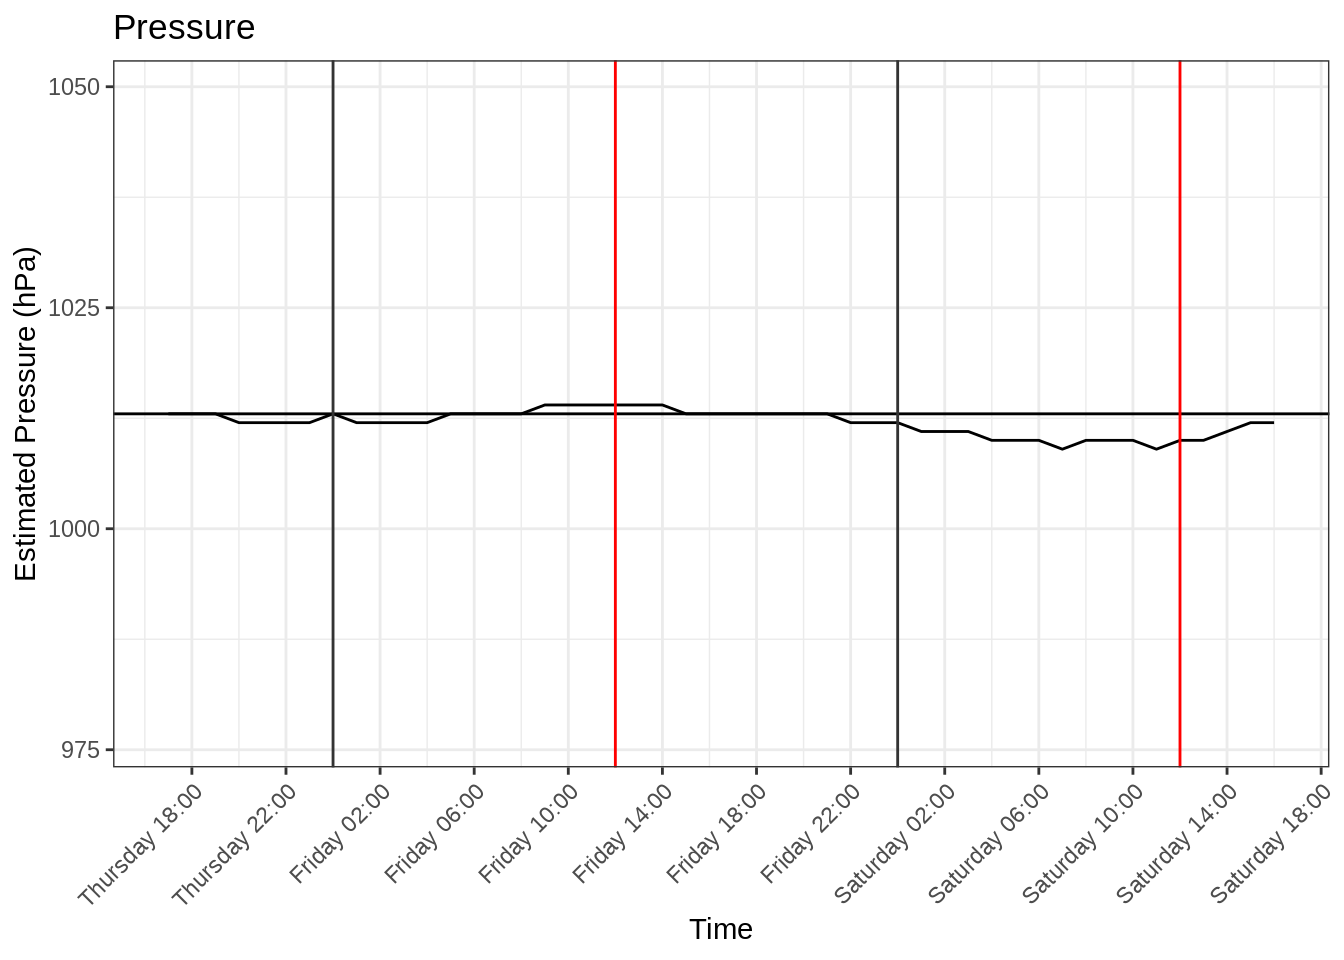 Pressure
Estimated Pressure (hPa)
1050
1025
1000
975
Thursday 18:00
Thursday 22:00
Friday 02:00
Friday 06:00
Friday 10:00
Friday 14:00
Friday 18:00
Friday 22:00
Saturday 02:00
Saturday 06:00
Saturday 10:00
Saturday 14:00
Saturday 18:00
Time